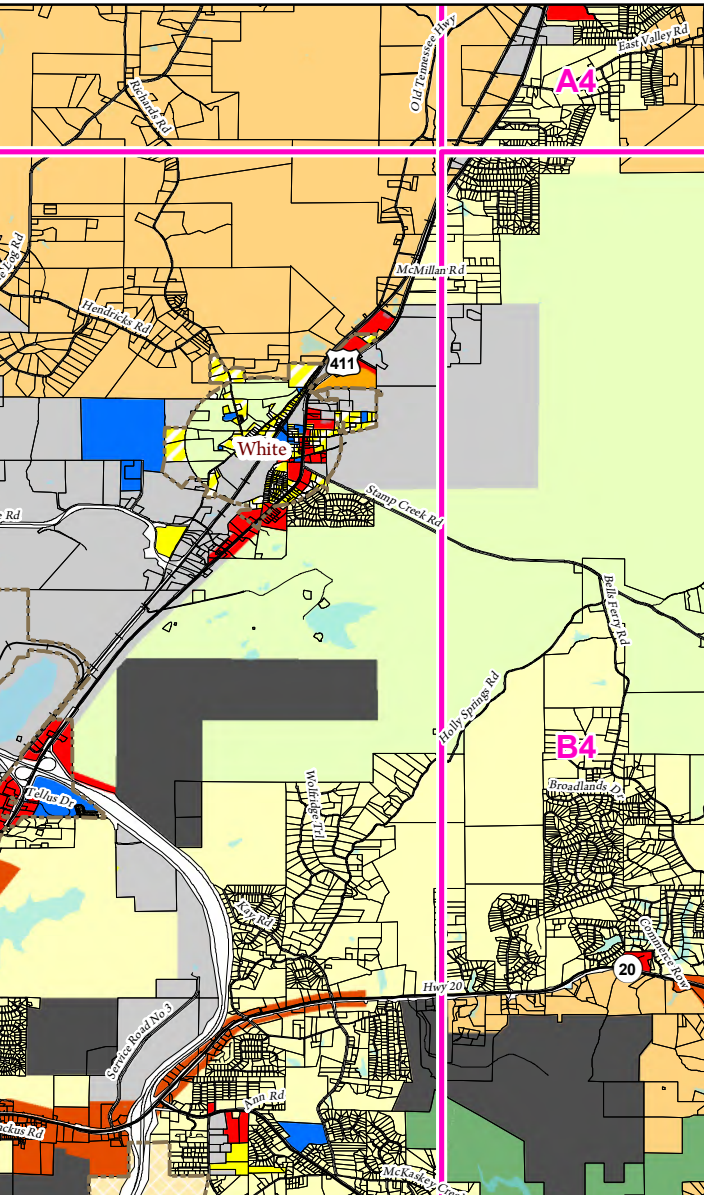 Old Tennessee Hwy
East Valley Rd
A4
Richards Rd
McMillan Rd
e Log Rd
Hendricks Rd
411
White
Stamp Creek Rd
Rd
Bells Ferry Rd
Holly Springs Rd
B4
Tellus Dr
Wolfridge Trl
Broadlands Dr
Kay Rd
Commerce Row
20
Hwy 20
Service Road No 3
Ann Rd
ackus Rd
McKaskey Cree